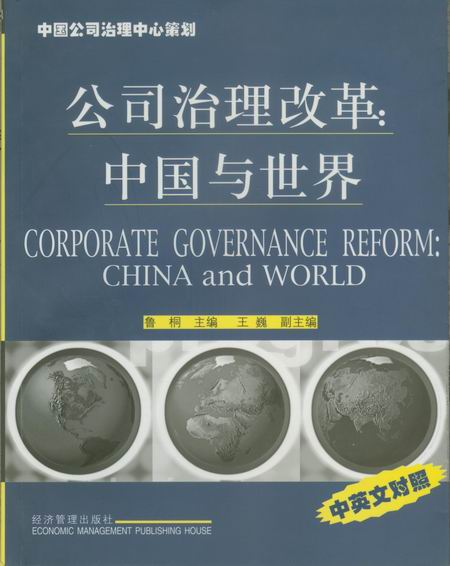 中国公司治理中心策划
公司治理改革:
中国与世界
CORPORATE GOVERNANCE REFORM:
CHINA and WORLD
鲁 桐 主编 王 巍 副主编
中英文对照
经济管理出版社
ECONOMIC MANAGEMENT PUBLISHING HOUSE